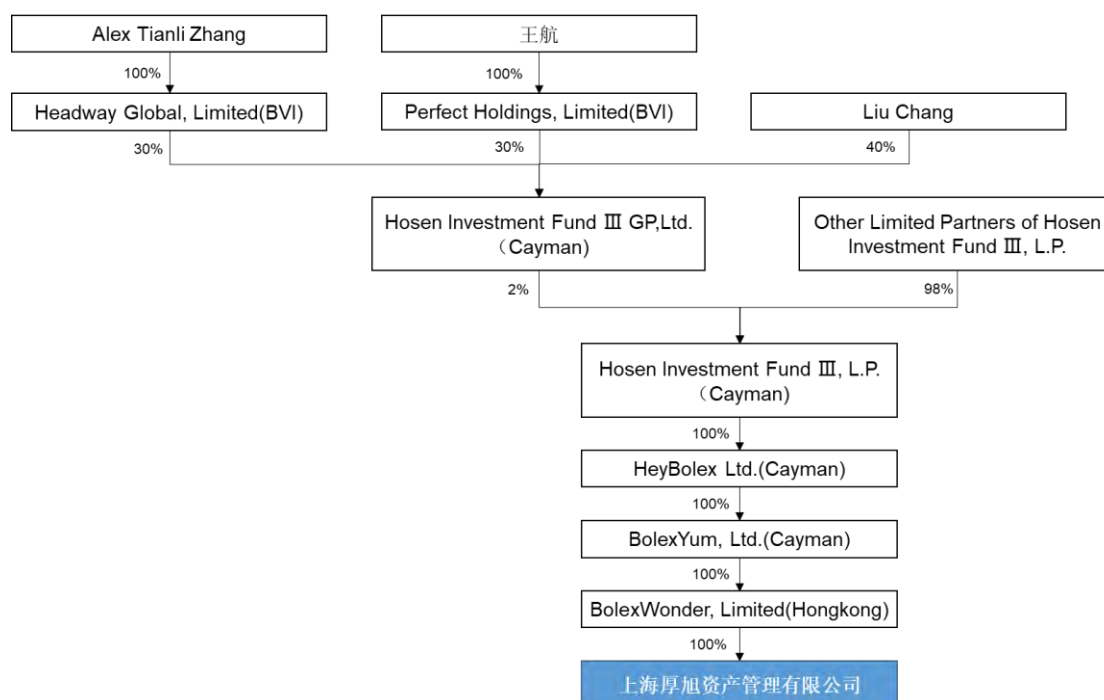 Alex Tianli Zhang
王航
100%
100%
Headway Global, Limited(BVI)
Perfect Holdings, Limited(BVI)
Liu Chang
30%
30%
40%
Hosen Investment Fund Ⅲ GP,Ltd.
（Cayman)
Other Limited Partners of Hosen
Investment Fund Ⅲ, L.P.
2%
98%
Hosen Investment Fund Ⅲ, L.P.
（Cayman)
100%
HeyBolex Ltd.(Cayman)
100%
BolexYum, Ltd.(Cayman)
100%
BolexWonder, Limited(Hongkong)
100%
上海厚旭资产管理有限公司